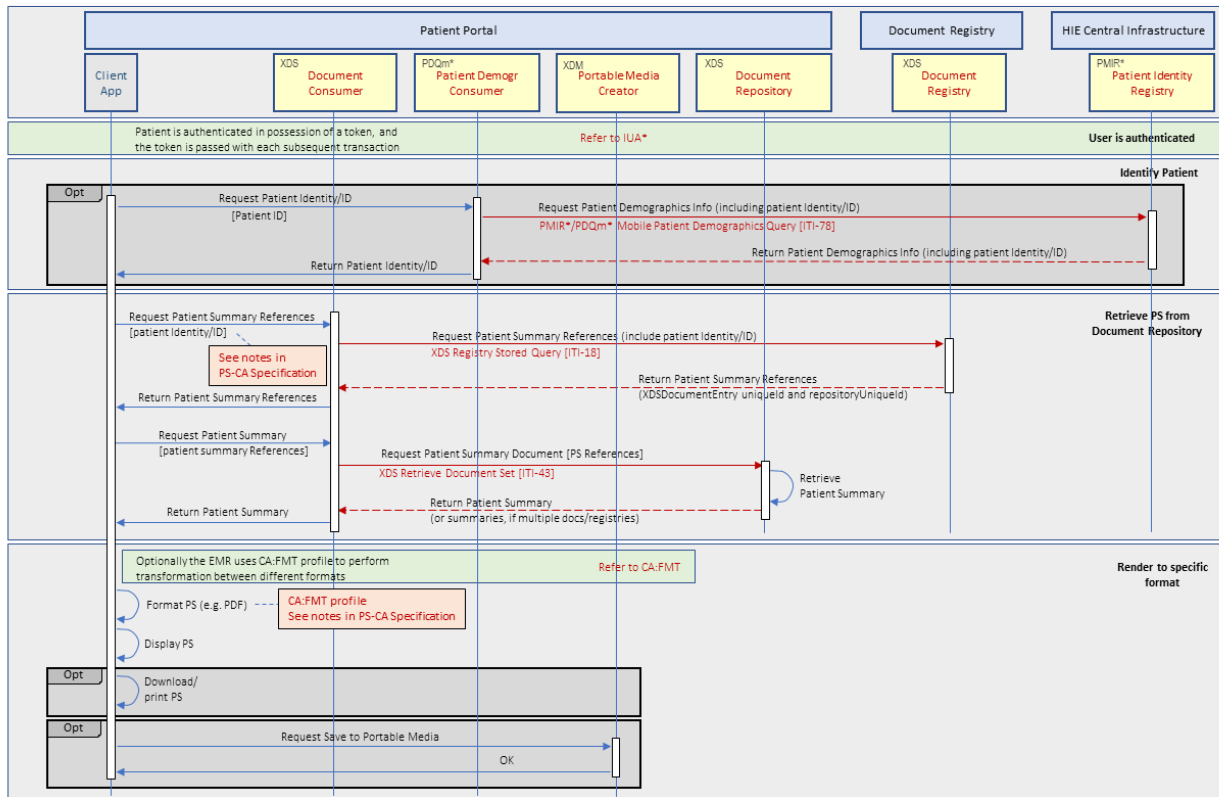 Patient Portal
Document Registry
HIE Central Infrastructure
Client
App
XDS
Document
Consumer
PDQm*
Patient Demogr
Consumer
XDM
Portable Media
Creator
XDS
Document
Repository
XDS
Document
Registry
PMIR*
Patient Identity
Registry
Patient is authenticated in possession of a token, and
the token is passed with each subsequent transaction
Refer to IUA*
User is authenticated
Identify Patient
Opt
Request Patient Identity/ID
[Patient ID]
Request Patient Demographics Info (including patient Identity/ID)
PMIR*/PDQm* Mobile Patient Demographics Query [ITI-78]
Return Patient Demographics Info (including patient Identity/ID)
Return Patient Identity/ID
Retrieve PS from
Document Repository
Request Patient Summary References
[patient Identity/ID]
See notes in
PS-CA Specification
Request Patient Summary References (include patient Identity/ID)
XDS Registry Stored Query [ITI-18]
Return Patient Summary References
(XDSDocumentEntry uniqueId and repositoryUniqueId)
Return Patient Summary References
Request Patient Summary
[patient summary References]
Request Patient Summary Document [PS References]
XDS Retrieve Document Set [ITI-43]
Retrieve
Patient Summary
Return Patient Summary
(or summaries, if multiple docs/registries)
Return Patient Summary
Optionally the EMR uses CA:FMT profile to perform
transformation between different formats
Refer to CA:FMT
Render to specific
format
Format PS (e.g. PDF)
CA:FMT profile
See notes in PS-CA Specification
Display PS
Opt
Download/
print PS
Opt
Request Save to Portable Media
OK